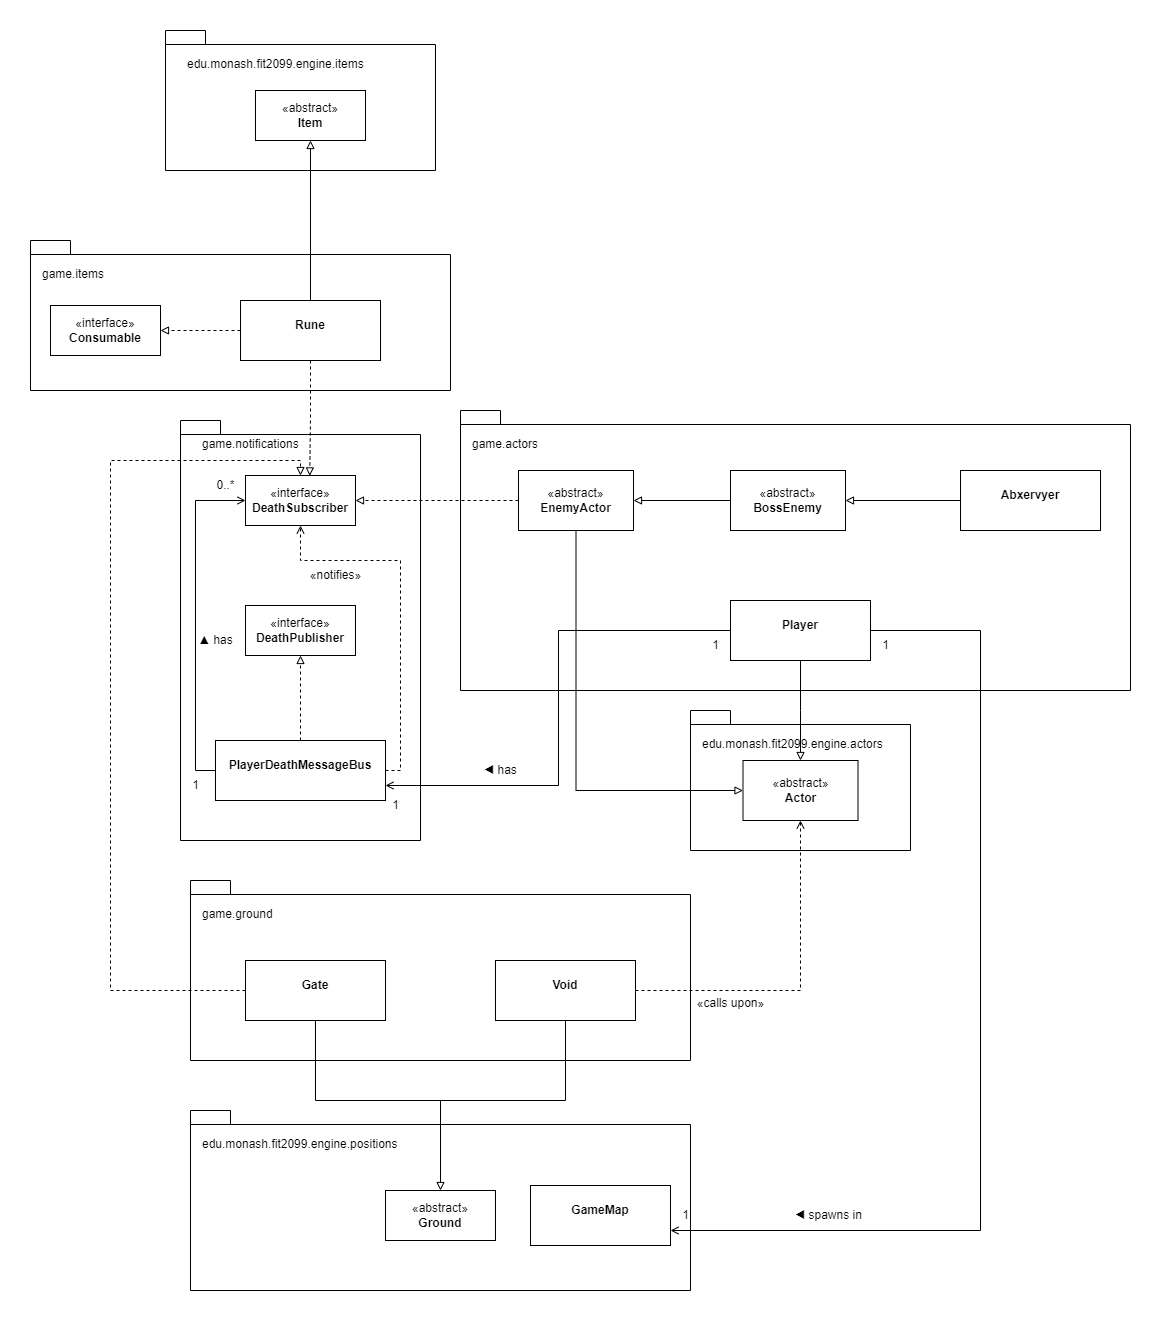 edu.monash.fit2099.engine.items
«abstract»
Item
game.items
«interface»
Consumable
Rune
game.notifications
0..*
«interface»
DeathSubscriber
«notifies»
«interface»
DeathPublisher
▲ has
PlayerDeathMessageBus
1
1
◄ has
game.actors
«abstract»
EnemyActor
«abstract»
BossEnemy
Abxervyer
Player
1
1
edu.monash.fit2099.engine.actors
«abstract»
Actor
game.ground
Gate
Void
«calls upon»
edu.monash.fit2099.engine.positions
«abstract»
Ground
GameMap
1
◄ spawns in